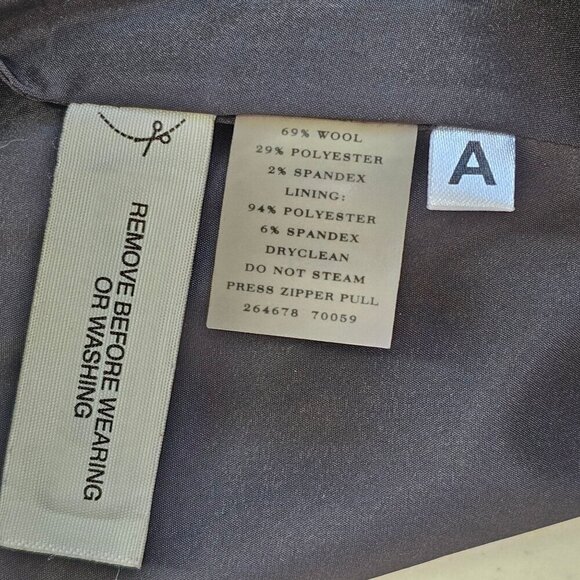 REMOVE BEFORE WEARING
OR WASHING
69% WOOL
29% POLYESTER
2% SPANDEX
LINING:
94% POLYESTER
6% SPANDEX
DRYCLEAN
DO NOT STEAM
PRESS ZIPPER PULL
264678 70059
A